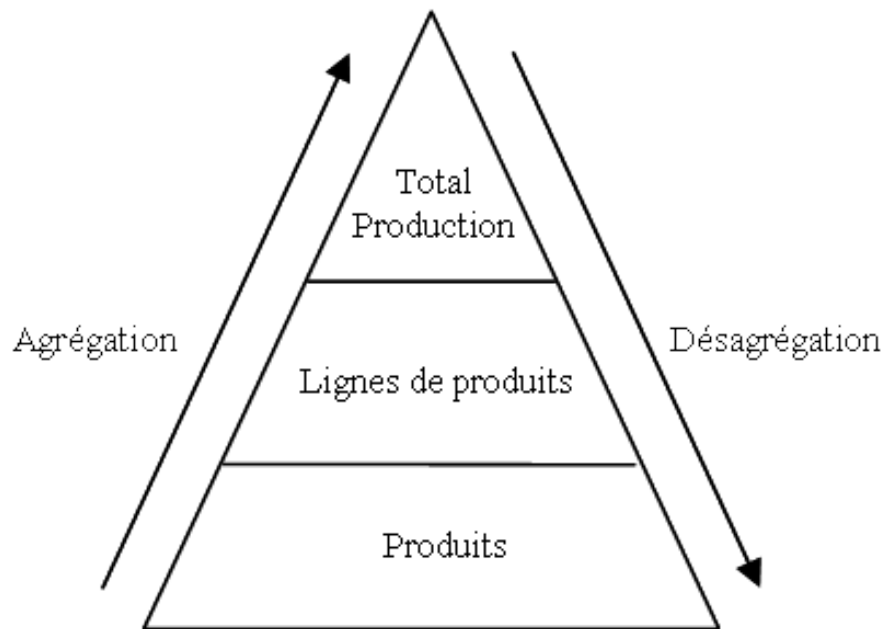 Total
Production
Agrégation
Désagrégation
Lignes de produits
Produits